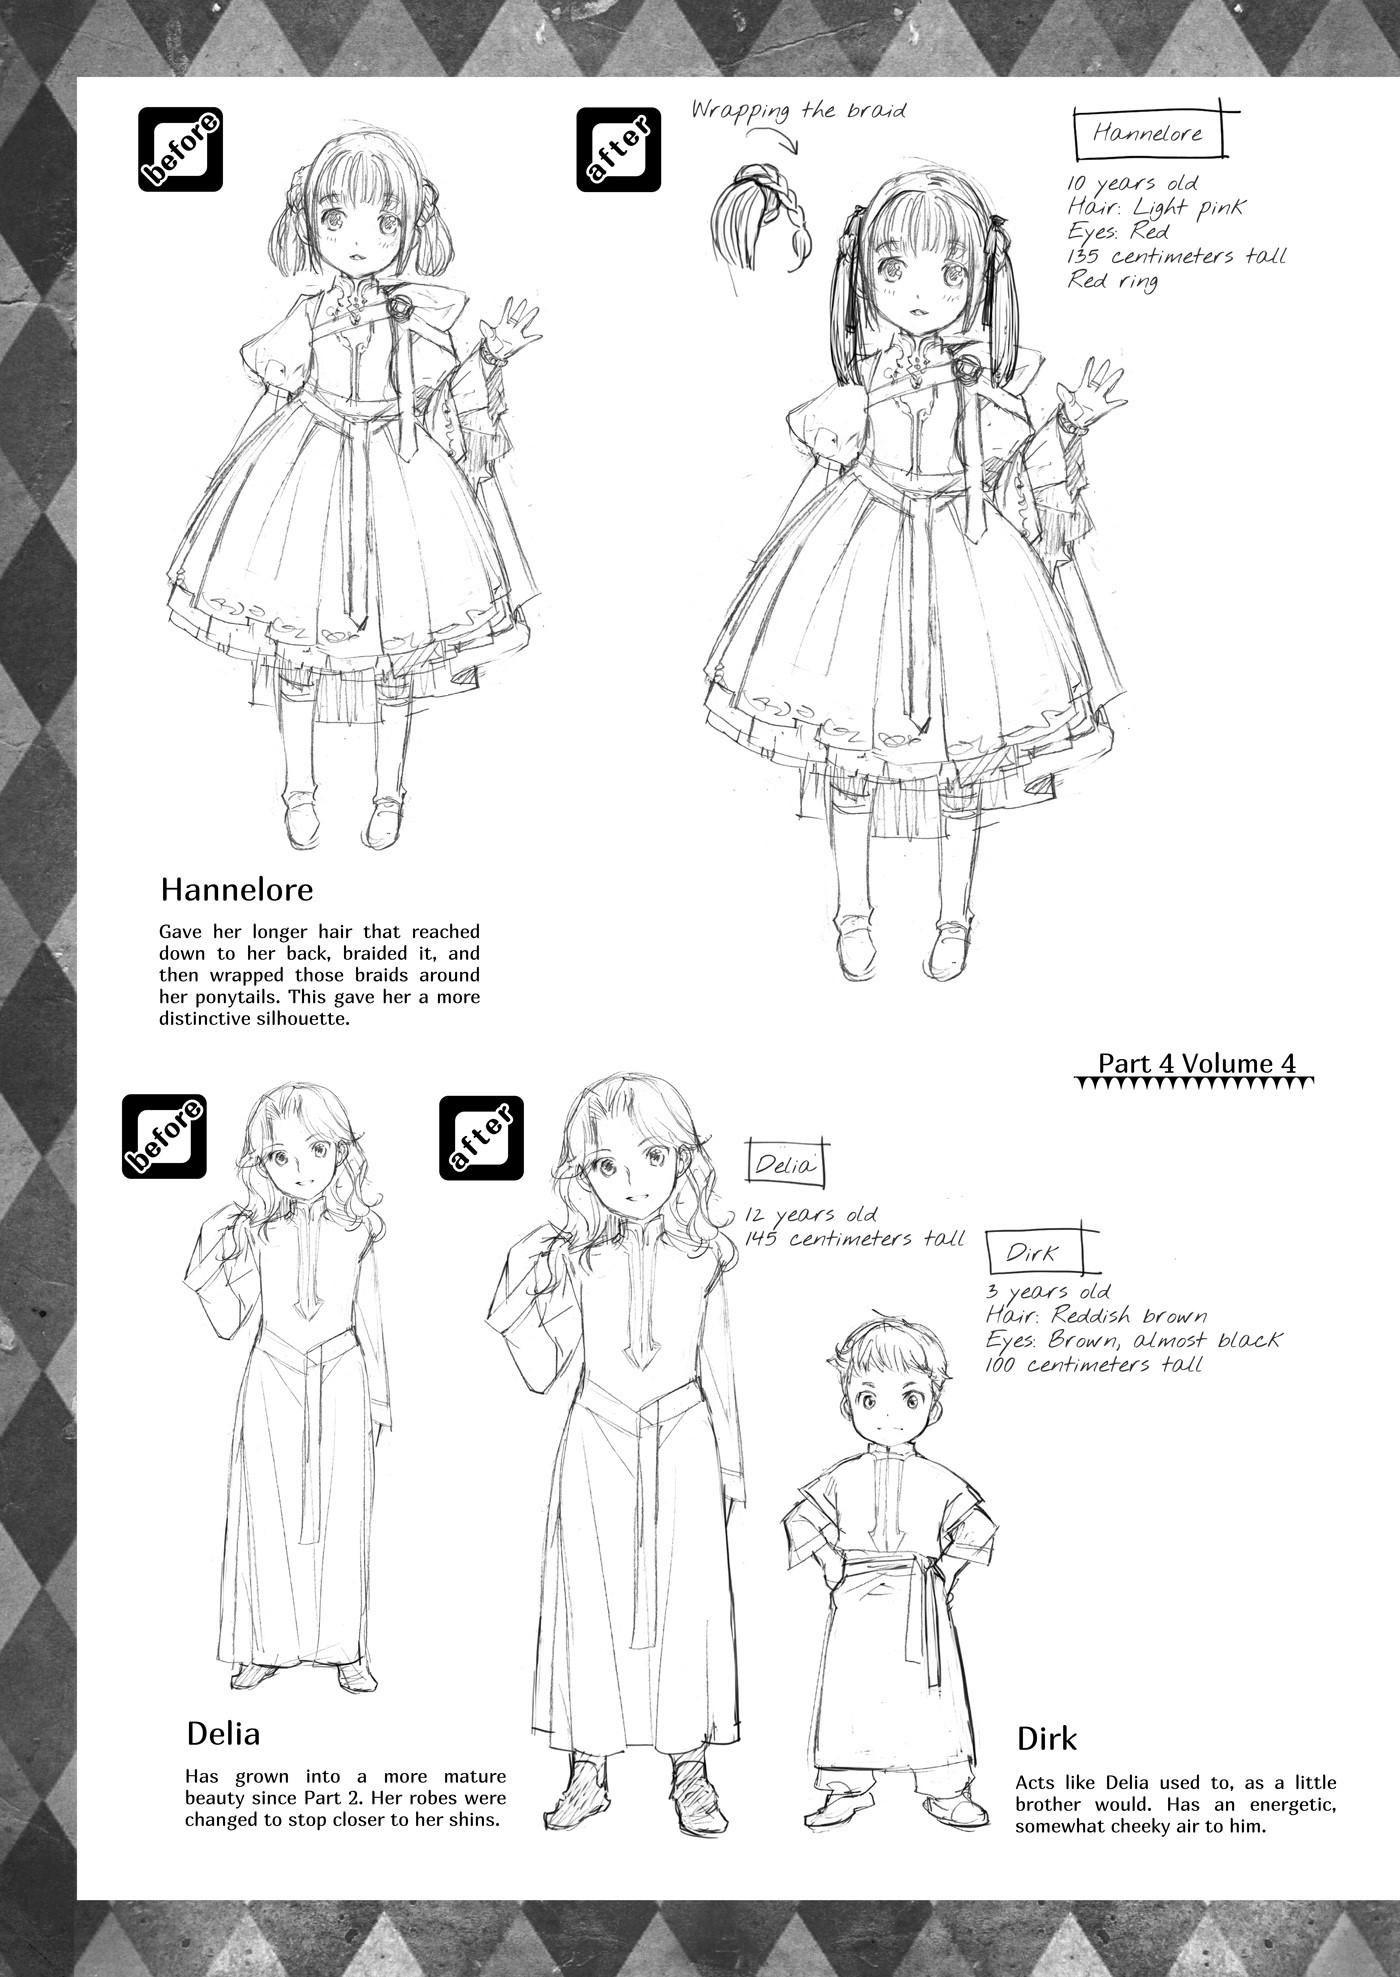 before
after
Wrapping the braid
Hannelore
10 years old
Hair: Light pink
Eyes: Red
135 centimeters tall
Red ring
Hannelore
Gave her longer hair that reached
down to her back, braided it, and
then wrapped those braids around
her ponytails. This gave her a more
distinctive silhouette.
Part 4 Volume 4
before
after
Delia
12 years old
145 centimeters tall
Dirk
3 years old
Hair: Reddish brown
Eyes: Brown, almost black
100 centimeters tall
Delia
Has grown into a more mature
beauty since Part 2. Her robes were
changed to stop closer to her shins.
Dirk
Acts like Delia used to, as a little
brother would. Has an energetic,
somewhat cheeky air to him.